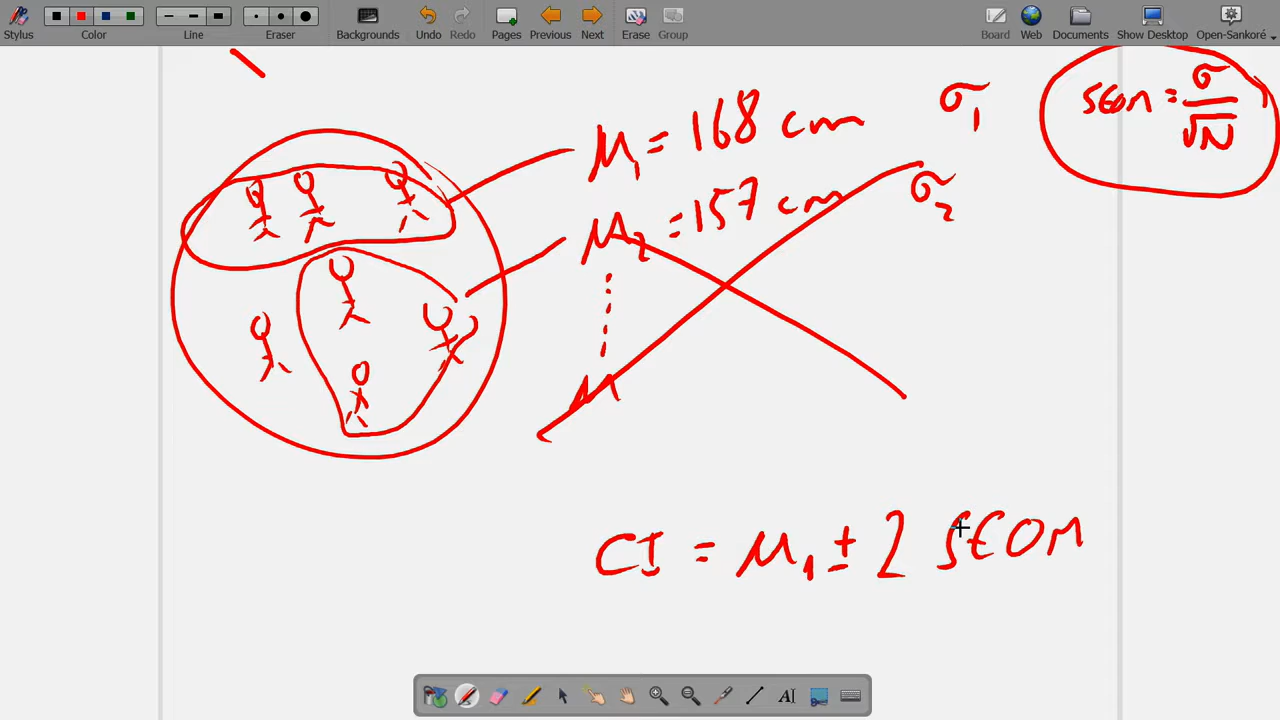 Stylus Color Line Eraser Backgrounds Undo Redo Pages Previous Next Erase Group Board Web Documents Show Desktop Open-Sankoré
μ₁ = 168 cm σ₁
SEOM = σ/√N
μ₂ = 157 cm σ₂
μ
CI = μ₁ ± 2 SEOM